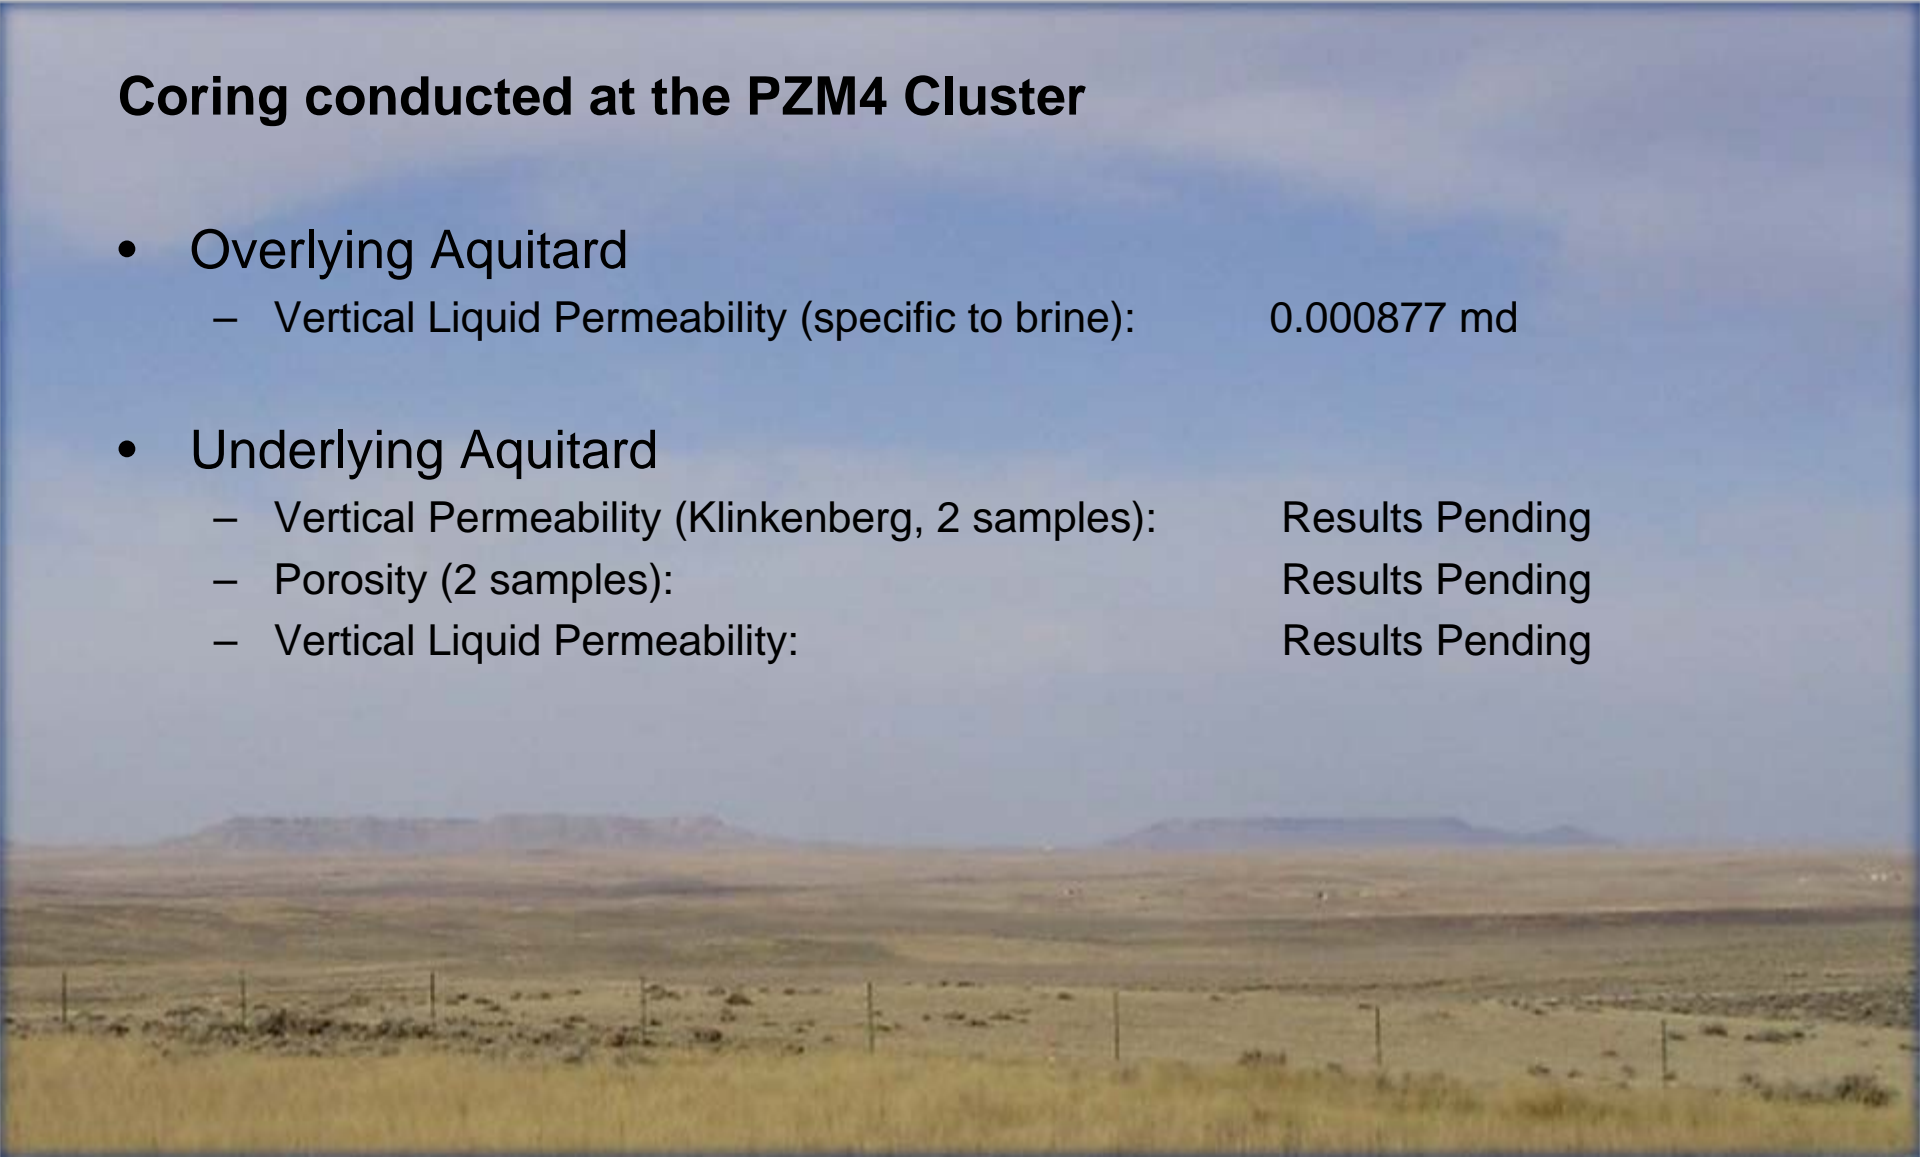 Coring conducted at the PZM4 Cluster
• Overlying Aquitard
– Vertical Liquid Permeability (specific to brine): 0.000877 md
• Underlying Aquitard
– Vertical Permeability (Klinkenberg, 2 samples): Results Pending
– Porosity (2 samples): Results Pending
– Vertical Liquid Permeability: Results Pending